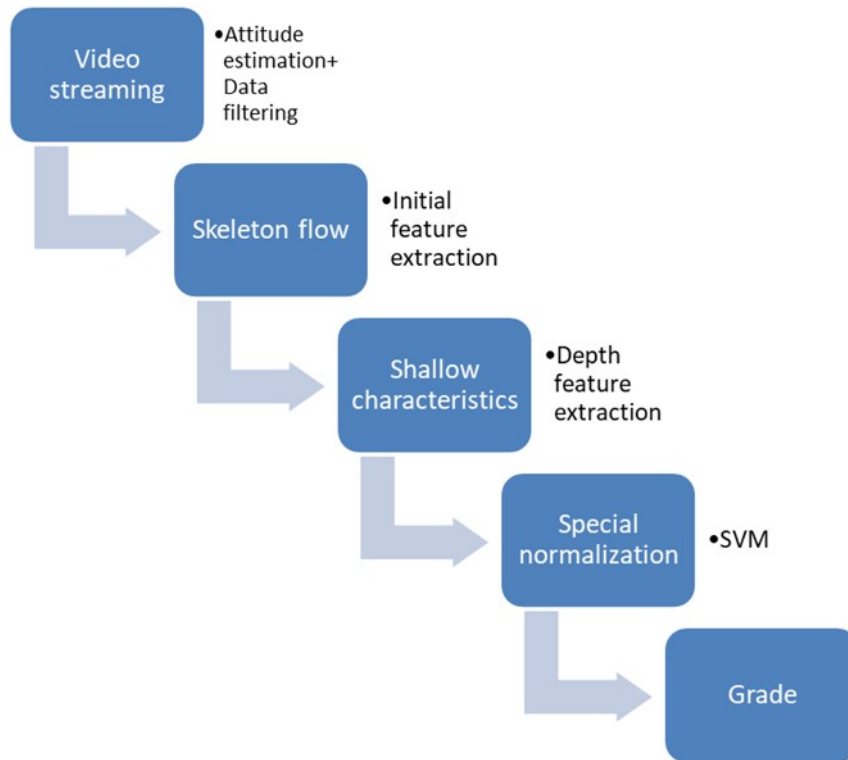 Video
streaming
•Attitude
estimation+
Data
filtering
Skeleton flow
•Initial
feature
extraction
Shallow
characteristics
•Depth
feature
extraction
Special
normalization
•SVM
Grade